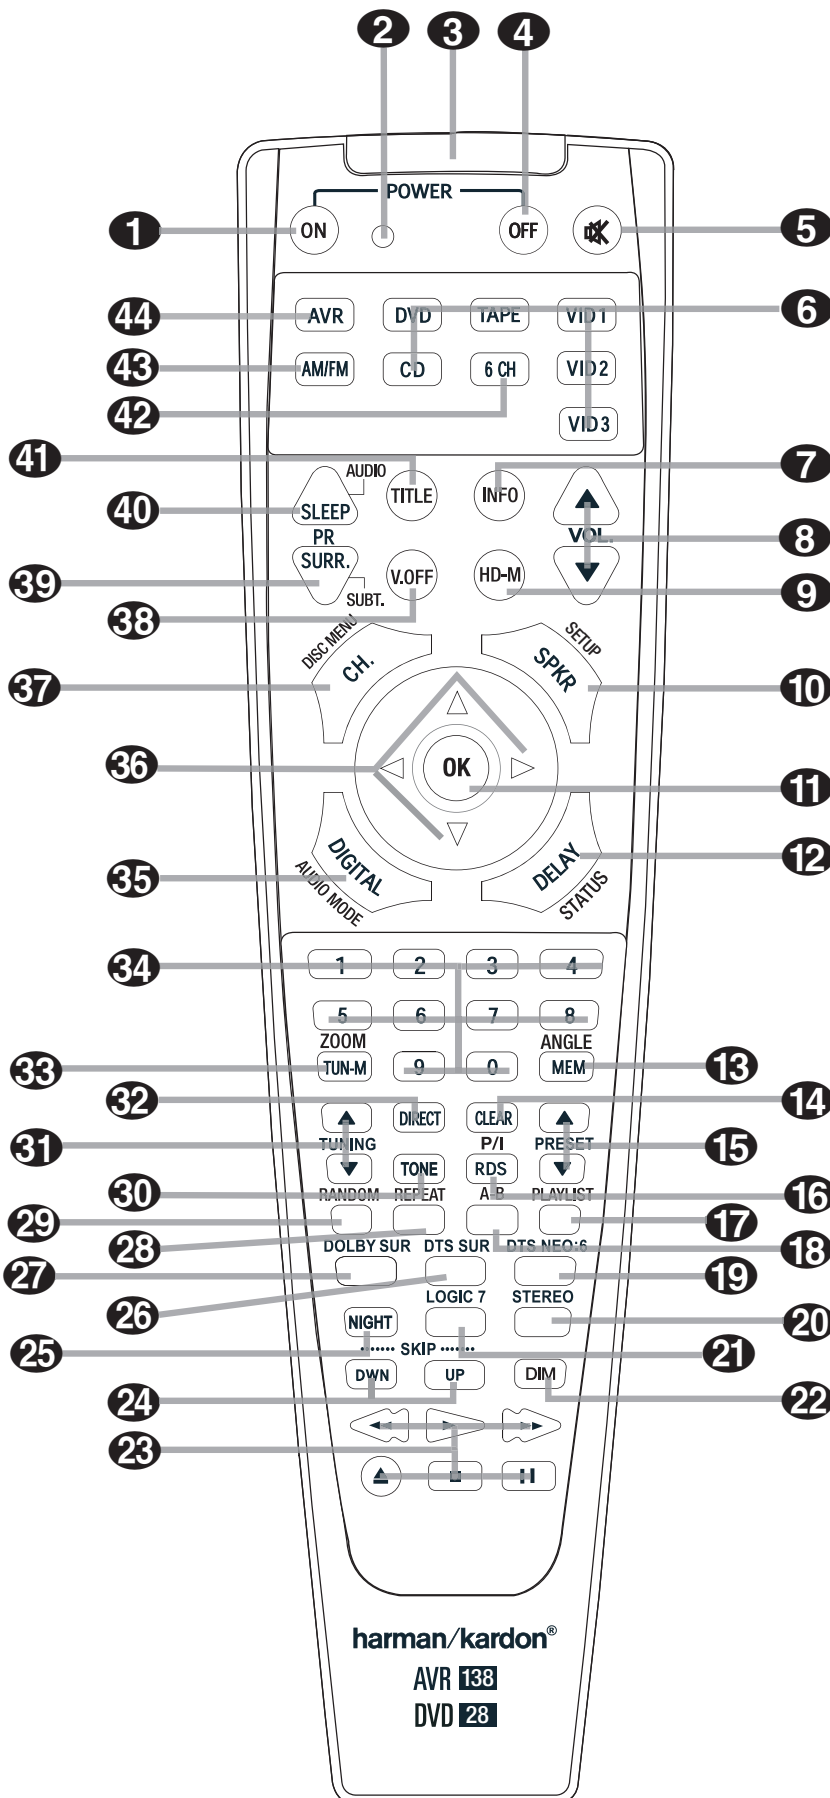 2 3 4
POWER
1 ON OFF 5
6
44 AVR DVD TAPE VID 1
43 AM/FM CD 6 CH VID 2
42
VID 3
41 AUDIO TITLE INFO 7
40 SLEEP
PR VOL. 8
39 SURR. V.OFF HD-M
SUBT. 9
38
DISC MENU SETUP
37 CH. SPKR 10
36 OK
11
35 DIGITAL DELAY 12
AUDIO MODE STATUS
34 1 2 3 4
5 6 7 8
ZOOM ANGLE
33 TUN-M 9 0 MEM 13
32 DIRECT CLEAR 14
31 TUNING P/I PRESET 15
30 TONE RDS 16
RANDOM REPEAT A-B PLAYLIST
29 17
28 18
DOLBY SUR DTS SUR DTS NEO:6
27 19
26 LOGIC 7 STEREO
20
NIGHT
25 SKIP 21
24 DWN UP DIM 22
23
harman/kardon®
AVR 138
DVD 28